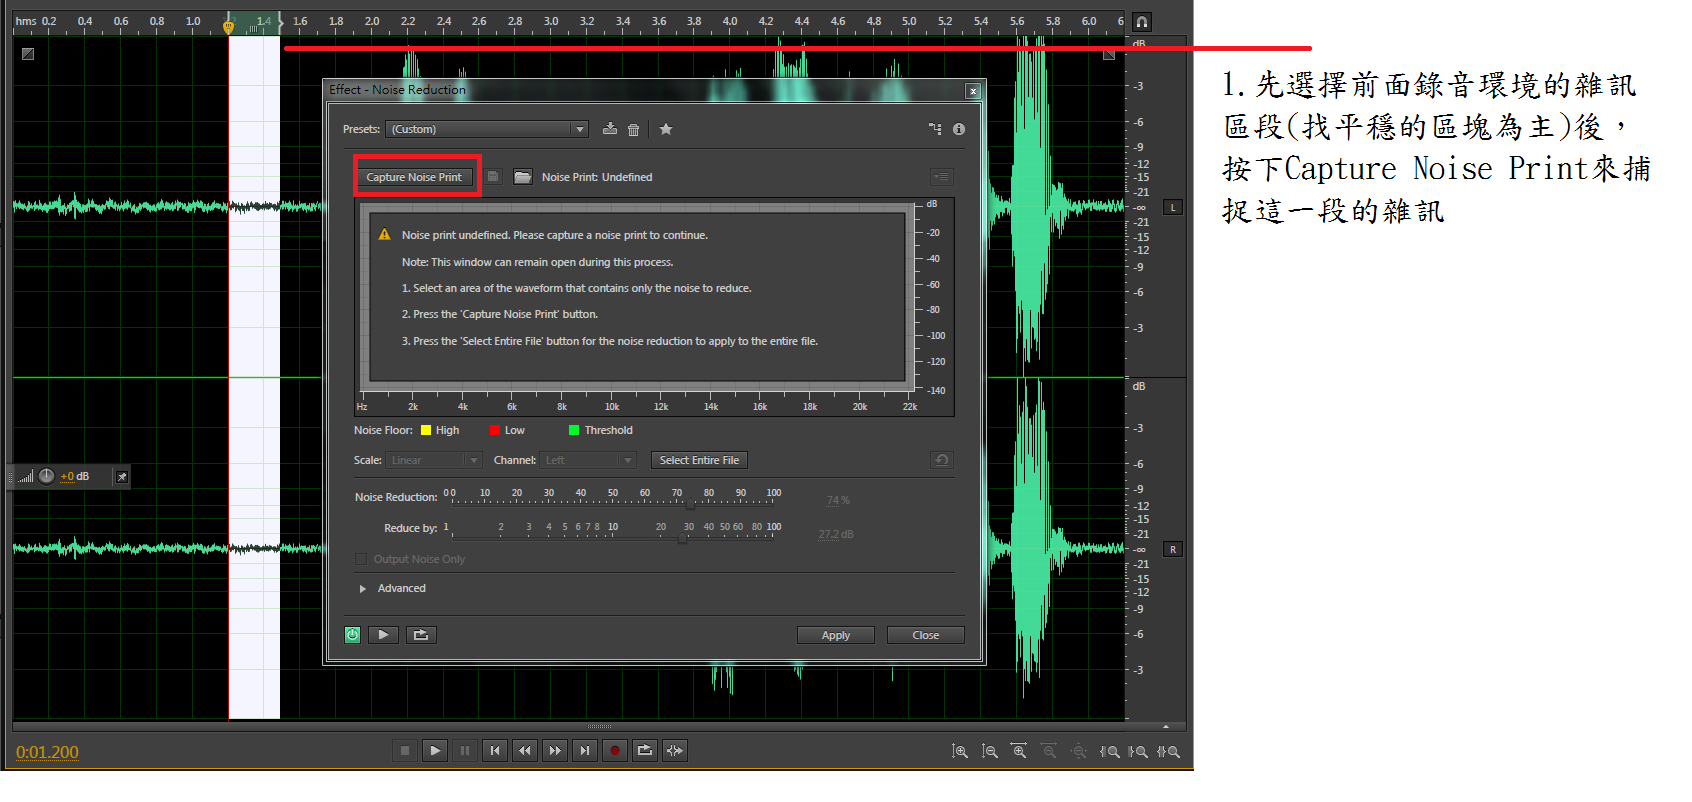 hms 0.2 0.4 0.6 0.8 1.0 1.4 1.6 1.8 2.0 2.2 2.4 2.6 2.8 3.0 3.2 3.4 3.6 3.8 4.0 4.2 4.4 4.6 4.8 5.0 5.2 5.4 5.6 5.8 6.0 6
dB
-3
-6
-9
-12
-15
-21
-∞
-21
-15
-12
-9
-6
-3
L
dB
-3
-6
-9
-12
-15
-21
-∞
-21
-15
-12
-9
-6
-3
R
Effect - Noise Reduction
x
Presets: (Custom)
Capture Noise Print
Noise Print: Undefined
Noise print undefined. Please capture a noise print to continue.
Note: This window can remain open during this process.
1. Select an area of the waveform that contains only the noise to reduce.
2. Press the 'Capture Noise Print' button.
3. Press the 'Select Entire File' button for the noise reduction to apply to the entire file.
dB
-20
-40
-60
-80
-100
-120
-140
Hz 2k 4k 6k 8k 10k 12k 14k 16k 18k 20k 22k
Noise Floor: High Low Threshold
Scale: Linear Channel: Left Select Entire File
Noise Reduction: 0 0 10 20 30 40 50 60 70 80 90 100 74 %
Reduce by: 1 2 3 4 5 6 7 8 10 20 30 40 50 60 80 100 27.2 dB
Output Noise Only
Advanced
Apply Close
+0 dB
0:01.200
1.先選擇前面錄音環境的雜訊
區段(找平穩的區塊為主)後，
按下Capture Noise Print來捕
捉這一段的雜訊